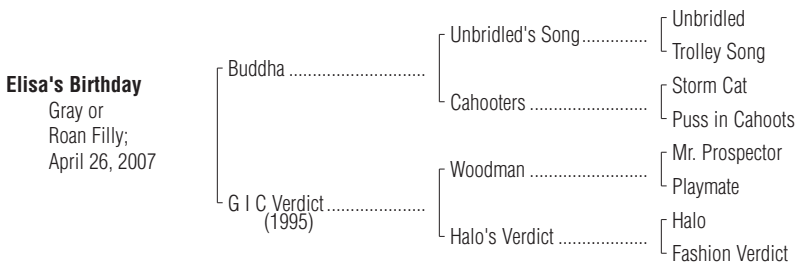 Elisa's Birthday
Gray or
Roan Filly;
April 26, 2007
Buddha ............................
G I C Verdict ....................
(1995)
Unbridled's Song..............
Cahooters ........................
Woodman ........................
Halo's Verdict ..................
Unbridled
Trolley Song
Storm Cat
Puss in Cahoots
Mr. Prospector
Playmate
Halo
Fashion Verdict